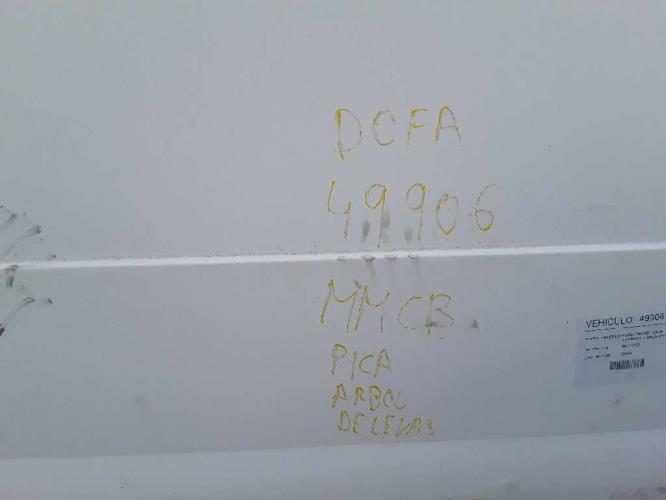 DCFA
49906
MMCB
PICA
ARBOL
DE LEVAS
VEHICULO: 49906